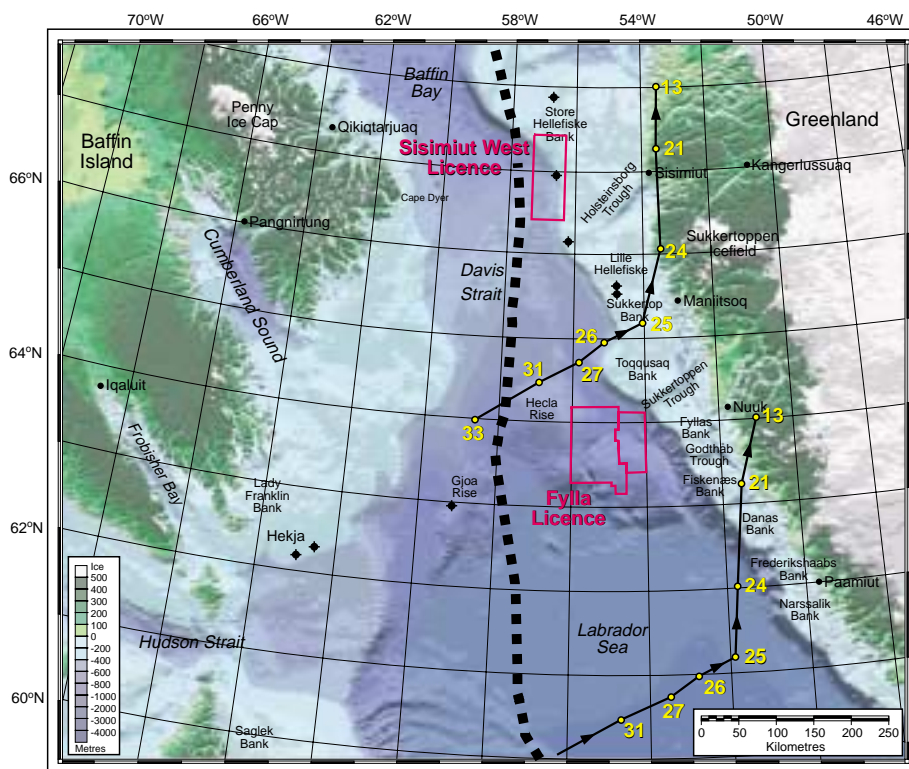 70°W
66°W
62°W
58°W
54°W
50°W
46°W
Baffin
Bay
13
Penny
Ice Cap
Qikiqtarjuaq
Store
Hellefiske
Bank
Greenland
Baffin
Island
Sisimiut West
Licence
21
Kangerlussuaq
Sisimiut
66°N
Cape Dyer
Holsteinsborg
Trough
Pangnirtung
Cumberland Sound
Sukkertoppen
Icefield
24
Davis
Strait
Lille
Hellefiske
Sukkertop
Bank
Maniitsoq
25
26
64°N
27
Toqqusaq
Bank
31
Sukkertoppen
Trough
Iqaluit
Hecla
Rise
Nuuk
13
33
Fyllas
Bank
Godthåb
Trough
Frobisher Bay
Lady
Franklin
Bank
Gjoa
Rise
Fiskenæs
Bank
21
Fylla
Licence
Danas
Bank
62°N
Hekja
Frederikshaabs
Bank
Paamiut
24
Narssalik
Bank
Ice
500
400
300
200
100
0
-200
-400
-600
-800
-1000
-2000
-3000
-4000
Metres
Hudson Strait
Labrador
Sea
25
26
60°N
27
31
Saglek
Bank
0 50 100 150 200 250
Kilometres